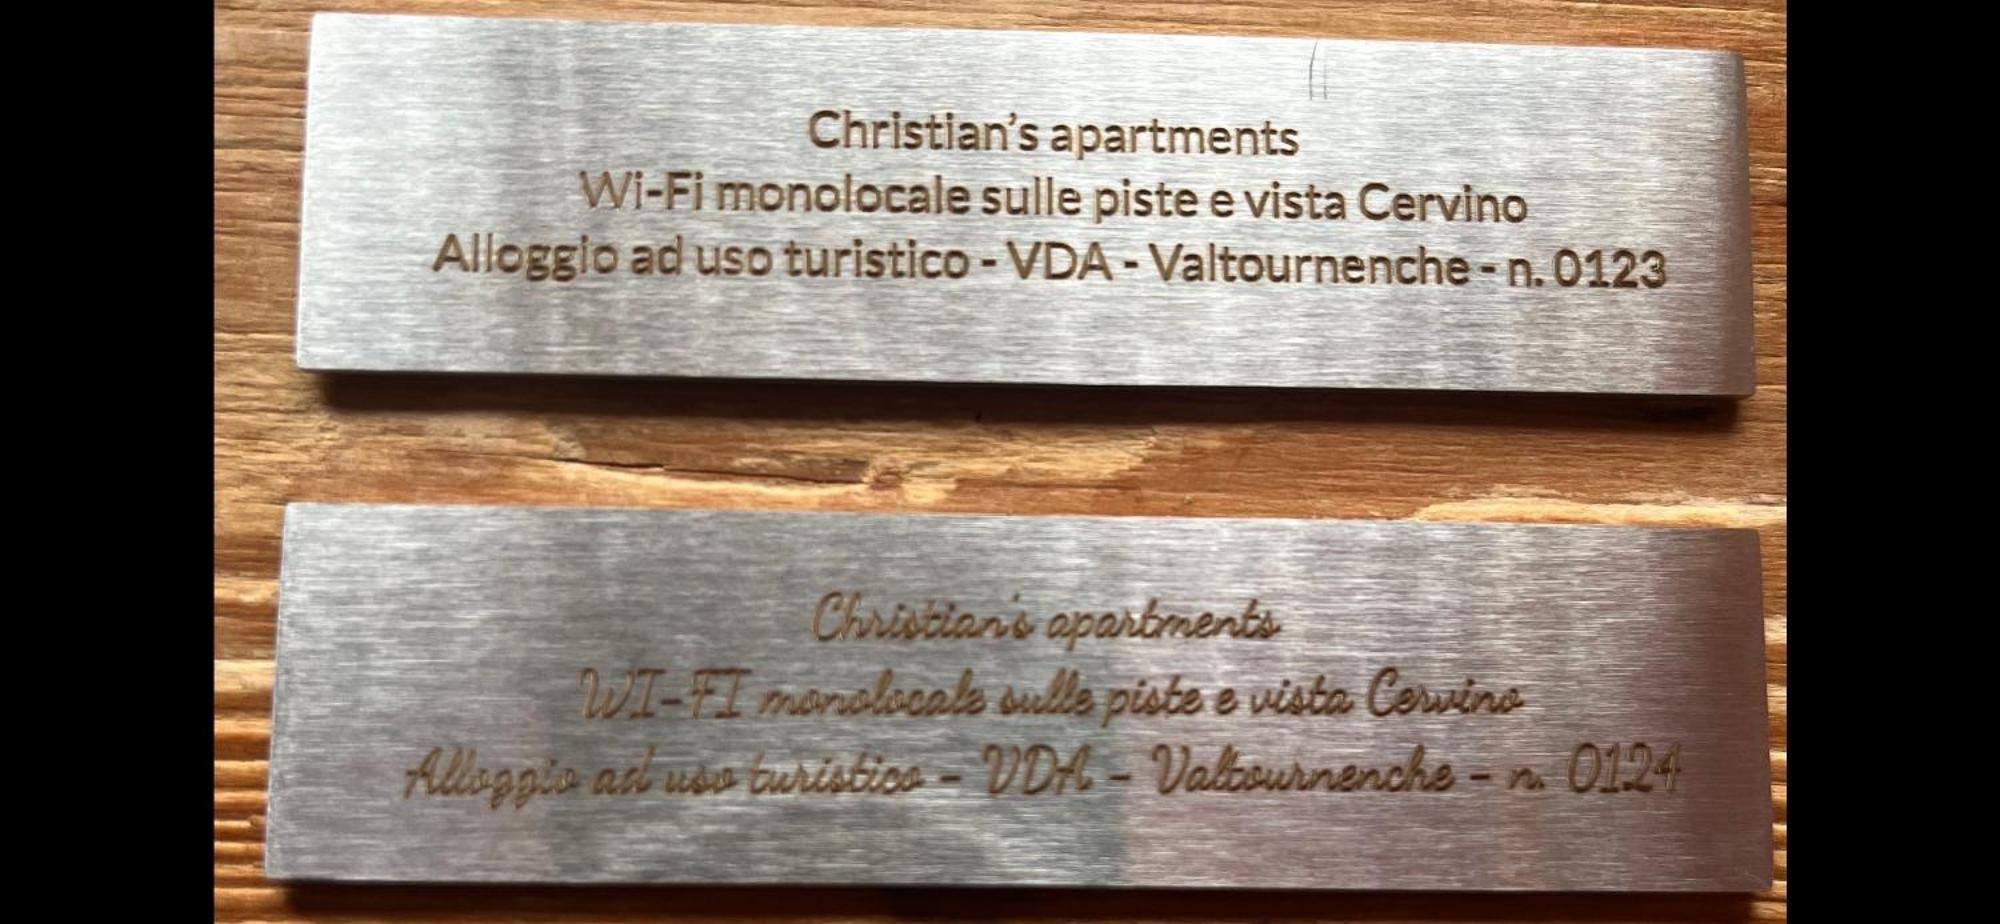 Christian's apartments
Wi-Fi monolocale sulle piste e vista Cervino
Alloggio ad uso turistico - VDA - Valtournenche - n. 0123
Christian's apartments
WI-FI monolocale sulle piste e vista Cervino
Alloggio ad uso turistico - VDA - Valtournenche - n. 0124